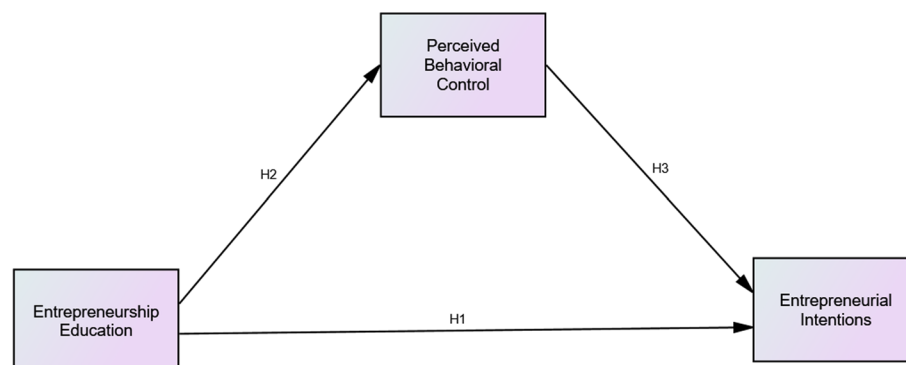 Perceived
Behavioral
Control
H2
H3
Entrepreneurship
Education
H1
Entrepreneurial
Intentions